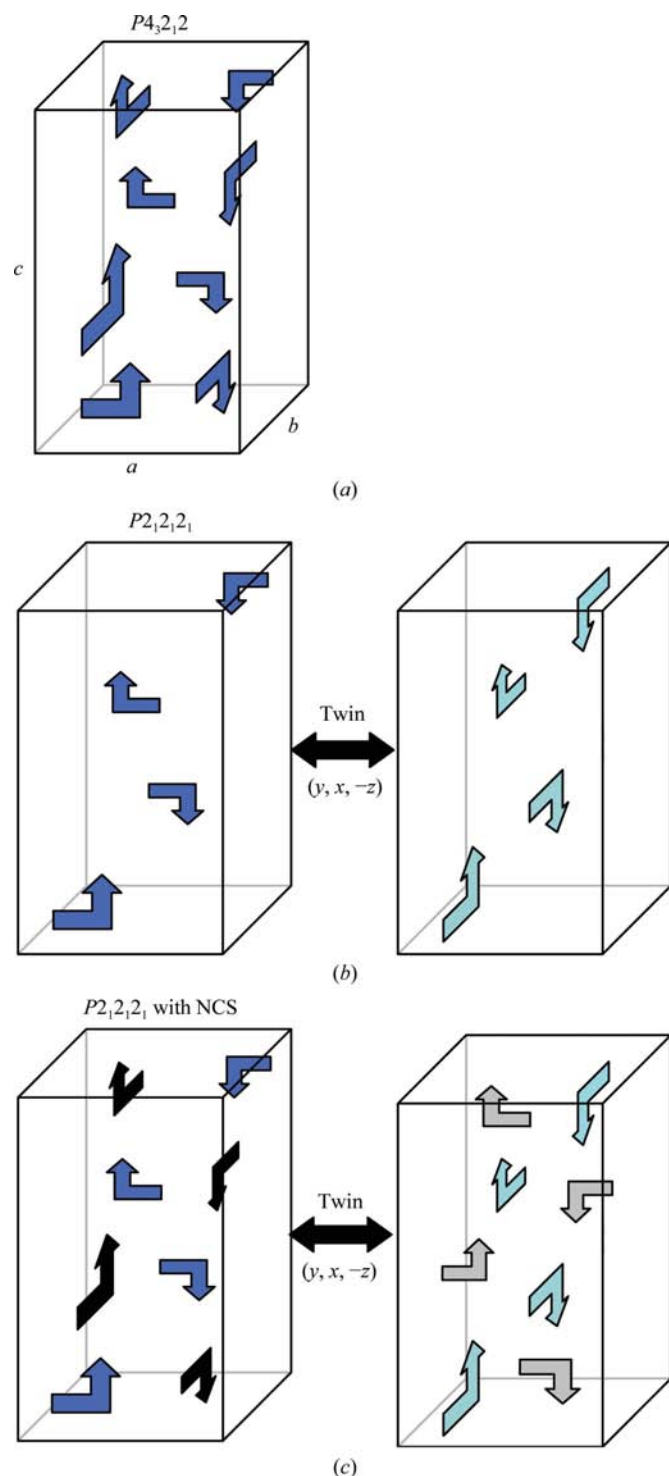 P4₃2₁2
c
b
a
(a)
P2₁2₁2₁
Twin
(y, x, −z)
(b)
P2₁2₁2₁ with NCS
Twin
(y, x, −z)
(c)